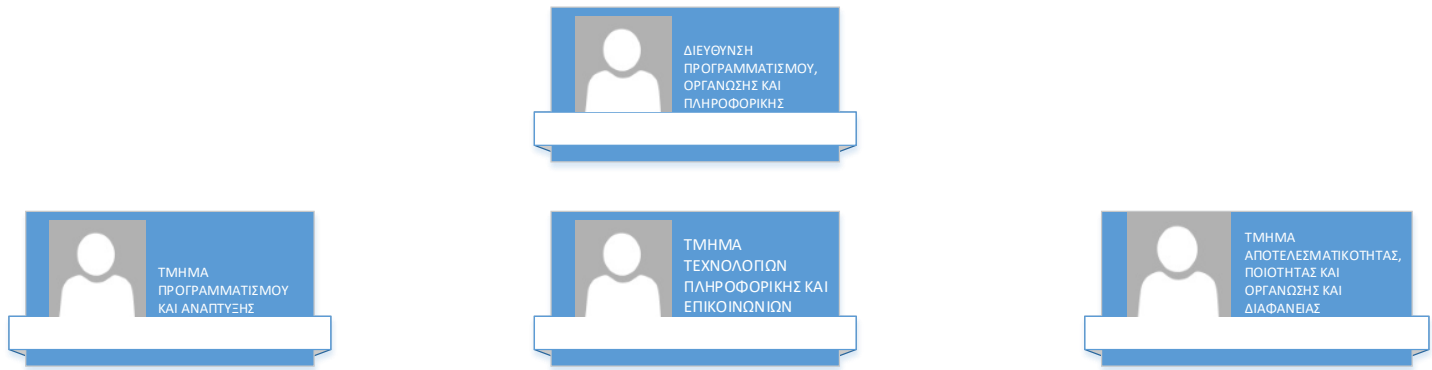 ΔΙΕΥΘΥΝΣΗ
ΠΡΟΓΡΑΜΜΑΤΙΣΜΟΥ,
ΟΡΓΑΝΩΣΗΣ ΚΑΙ
ΠΛΗΡΟΦΟΡΙΚΗΣ
ΤΜΗΜΑ
ΠΡΟΓΡΑΜΜΑΤΙΣΜΟΥ
ΚΑΙ ΑΝΑΠΤΥΞΗΣ
ΤΜΗΜΑ
ΤΕΧΝΟΛΟΓΙΩΝ
ΠΛΗΡΟΦΟΡΙΚΗΣ ΚΑΙ
ΕΠΙΚΟΙΝΩΝΙΩΝ
ΤΜΗΜΑ
ΑΠΟΤΕΛΕΣΜΑΤΙΚΟΤΗΤΑΣ,
ΠΟΙΟΤΗΤΑΣ ΚΑΙ
ΟΡΓΑΝΩΣΗΣ ΚΑΙ
ΔΙΑΦΑΝΕΙΑΣ